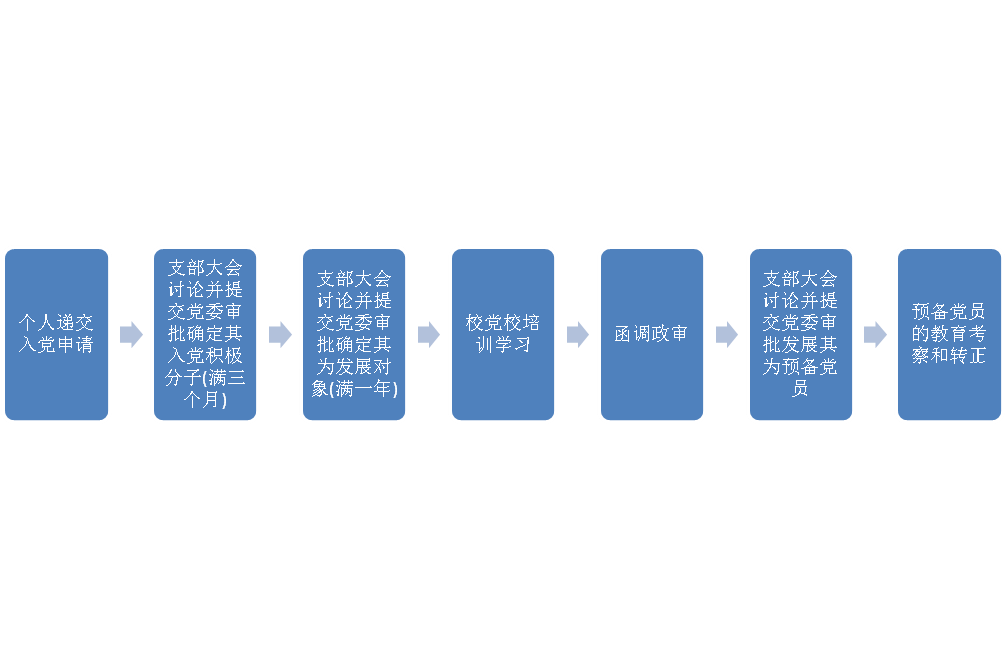 个人递交
入党申请
支部大会
讨论并提
交党委审
批确定其
入党积极
分子(满三
个月)
支部大会
讨论并提
交党委审
批确定其
为发展对
象(满一年)
校党校培
训学习
函调政审
支部大会
讨论并提
交党委审
批发展其
为预备党
员
预备党员
的教育考
察和转正